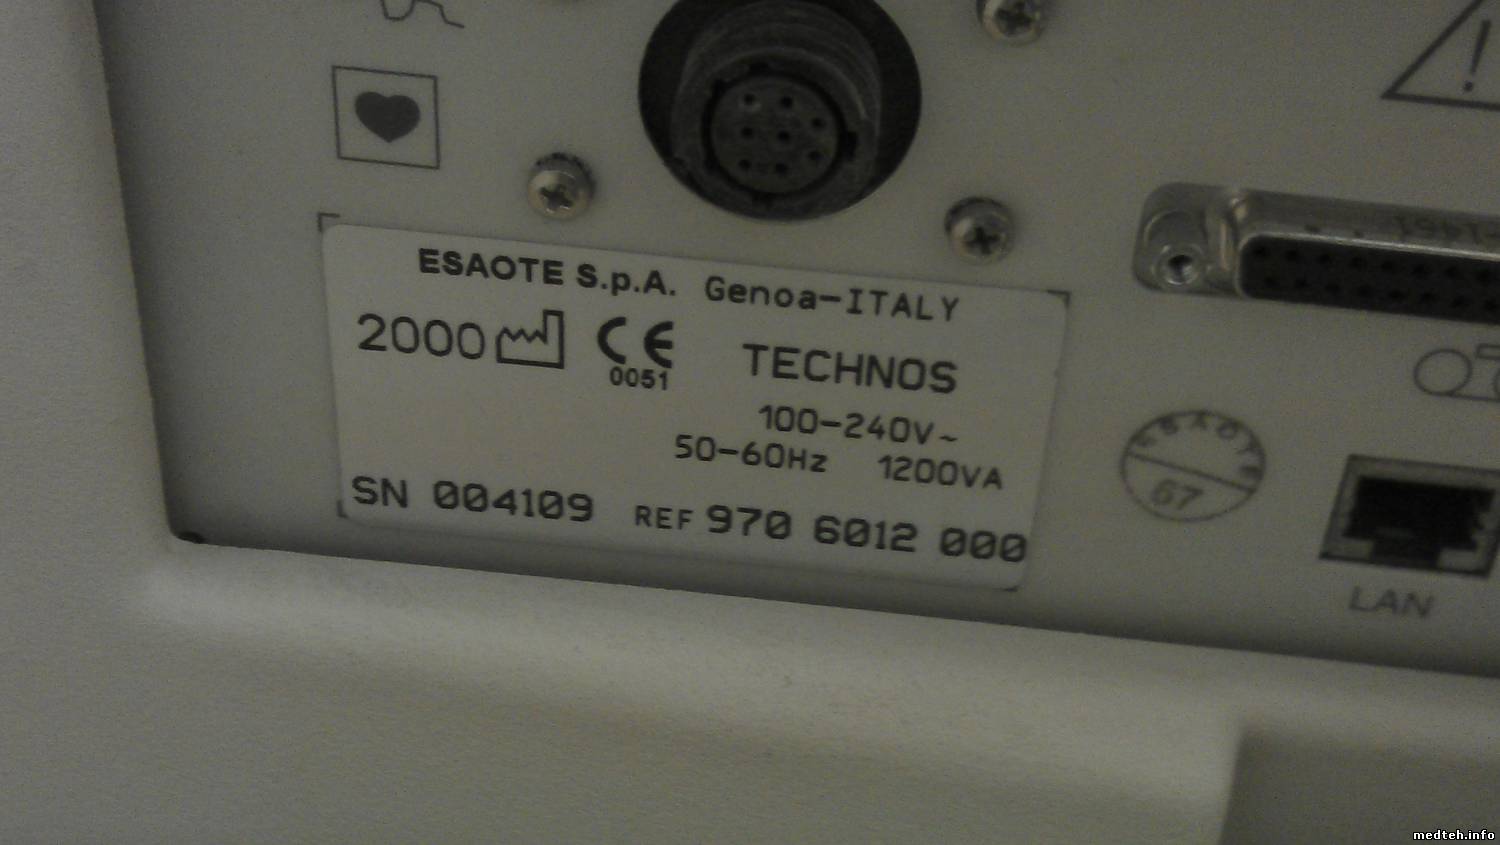 ESAOTE S.p.A. Genoa-ITALY
2000 CE TECHNOS
0051
100-240V~
50-60Hz 1200VA
SN 004109 REF 970 6012 000
ESAOTE
67
LAN
medteh.info